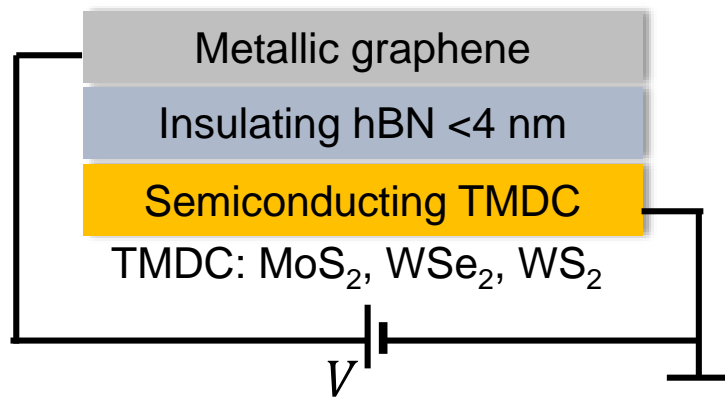 Metallic graphene
Insulating hBN <4 nm
Semiconducting TMDC
TMDC: MoS₂, WSe₂, WS₂
V